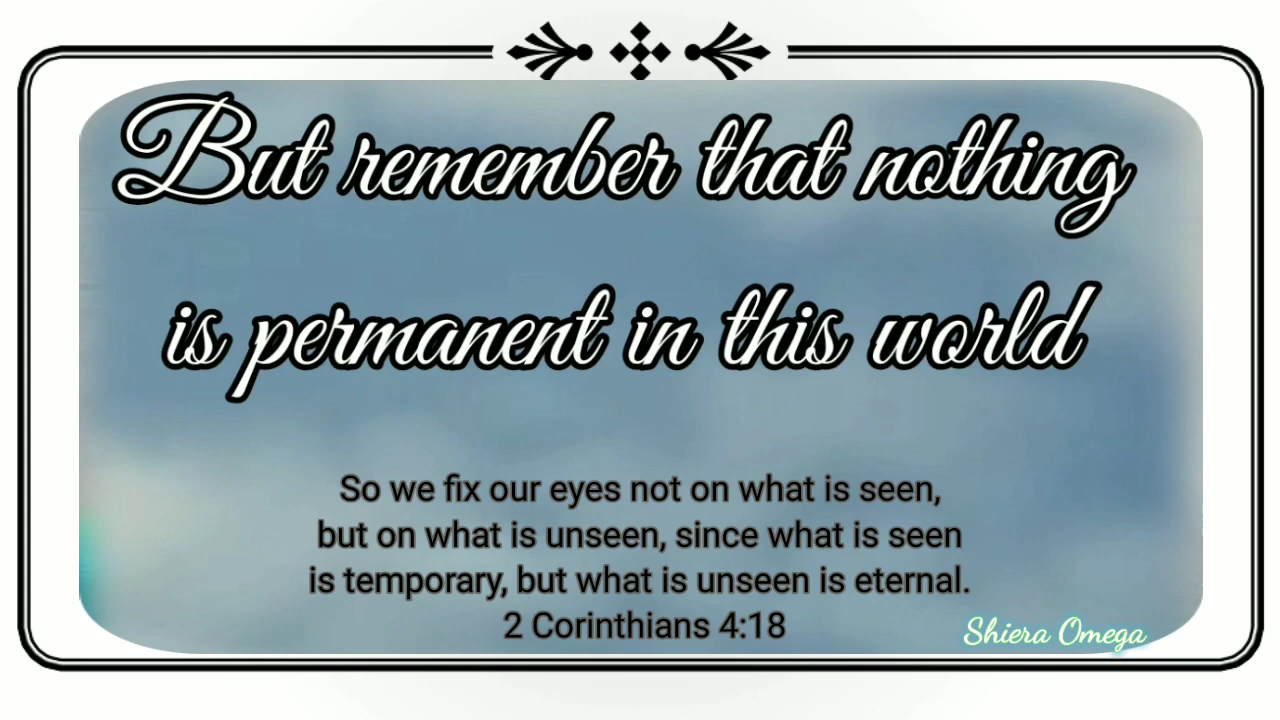 But remember that nothing
is permanent in this world
So we fix our eyes not on what is seen,
but on what is unseen, since what is seen
is temporary, but what is unseen is eternal.
2 Corinthians 4:18
Shiera Omega